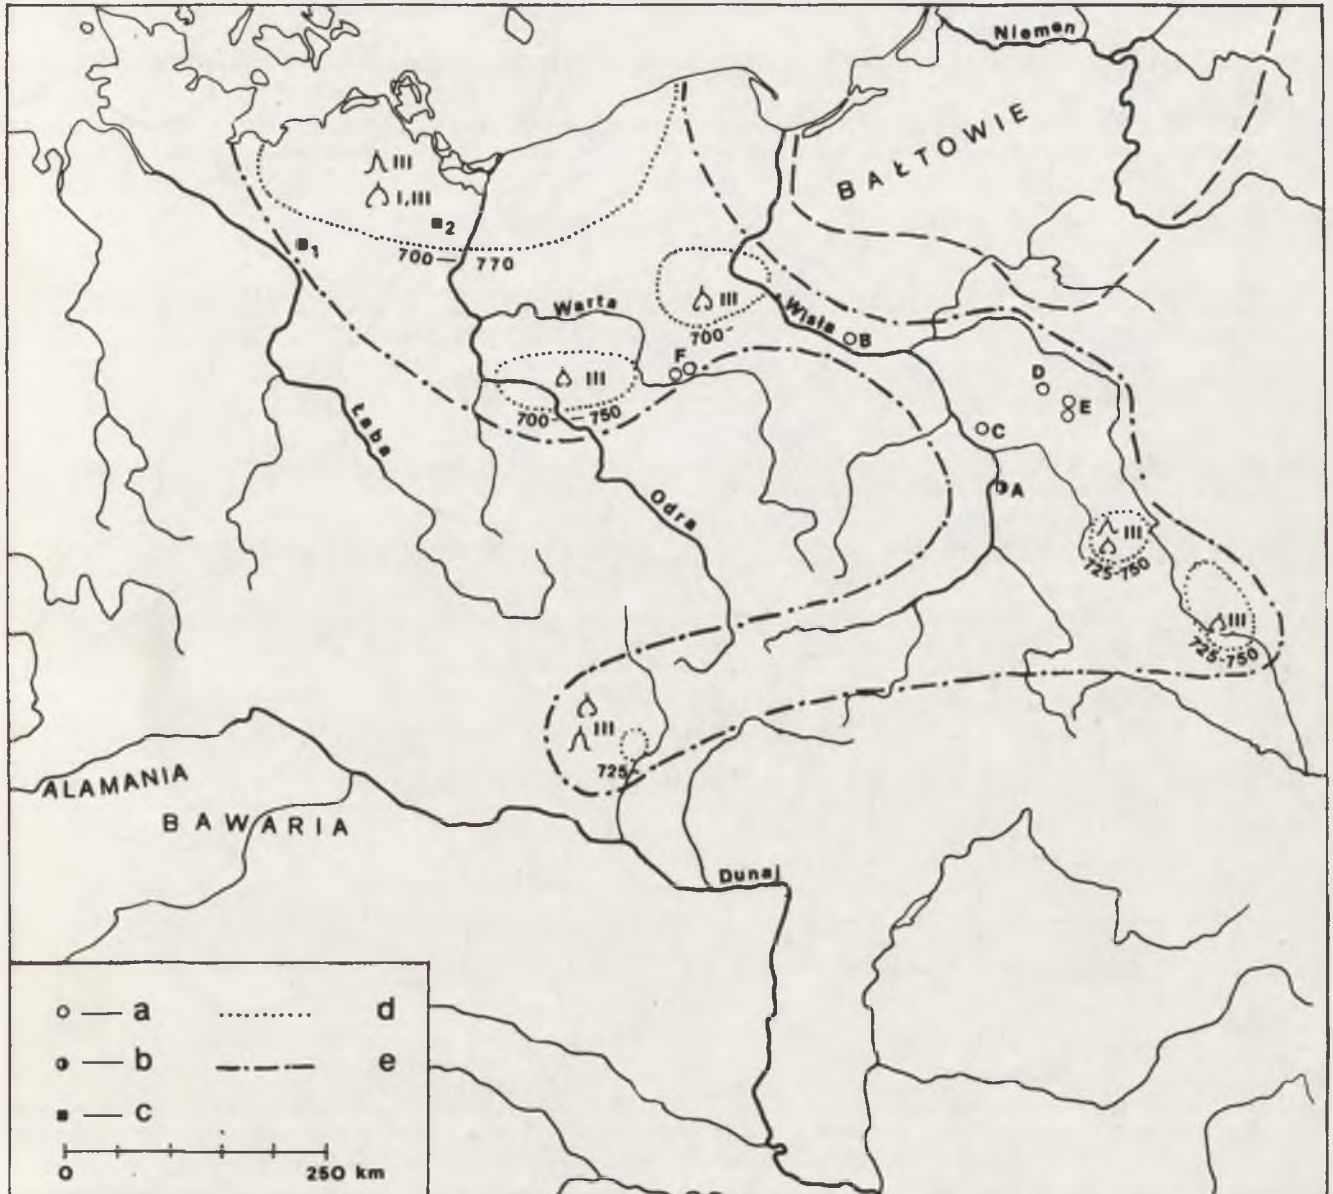 Niemen
BAŁTOWIE
III
I, III
2
1
700 — 770
III
700-
Warta
Wisła
B
F
III
700 — 750
D
E
C
Łaba
Odra
A
III
725-750
III
725-750
III
725-
ALAMANIA
BAWARIA
Dunaj
a
d
b
e
c
0
250 km